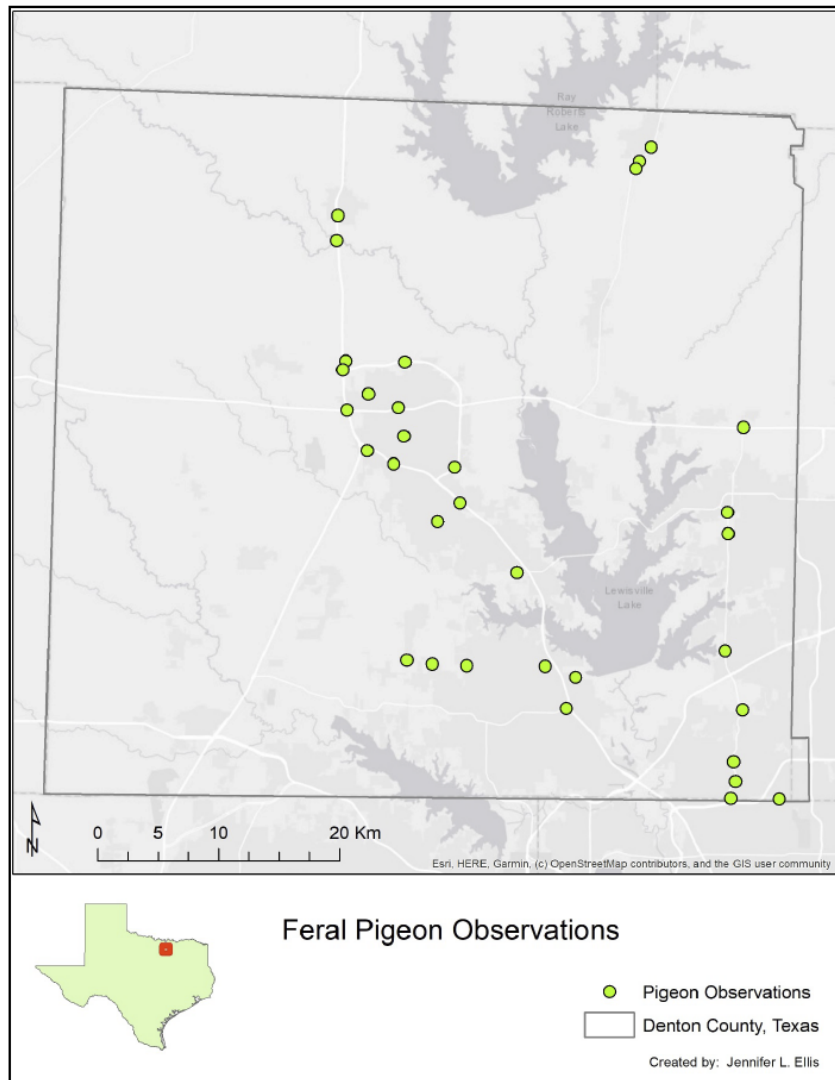 Ray
Roberts
Lake
Lewisville
Lake
N
0 5 10 20 Km
Esri, HERE, Garmin, (c) OpenStreetMap contributors, and the GIS user community
Feral Pigeon Observations
Pigeon Observations
Denton County, Texas
Created by: Jennifer L. Ellis